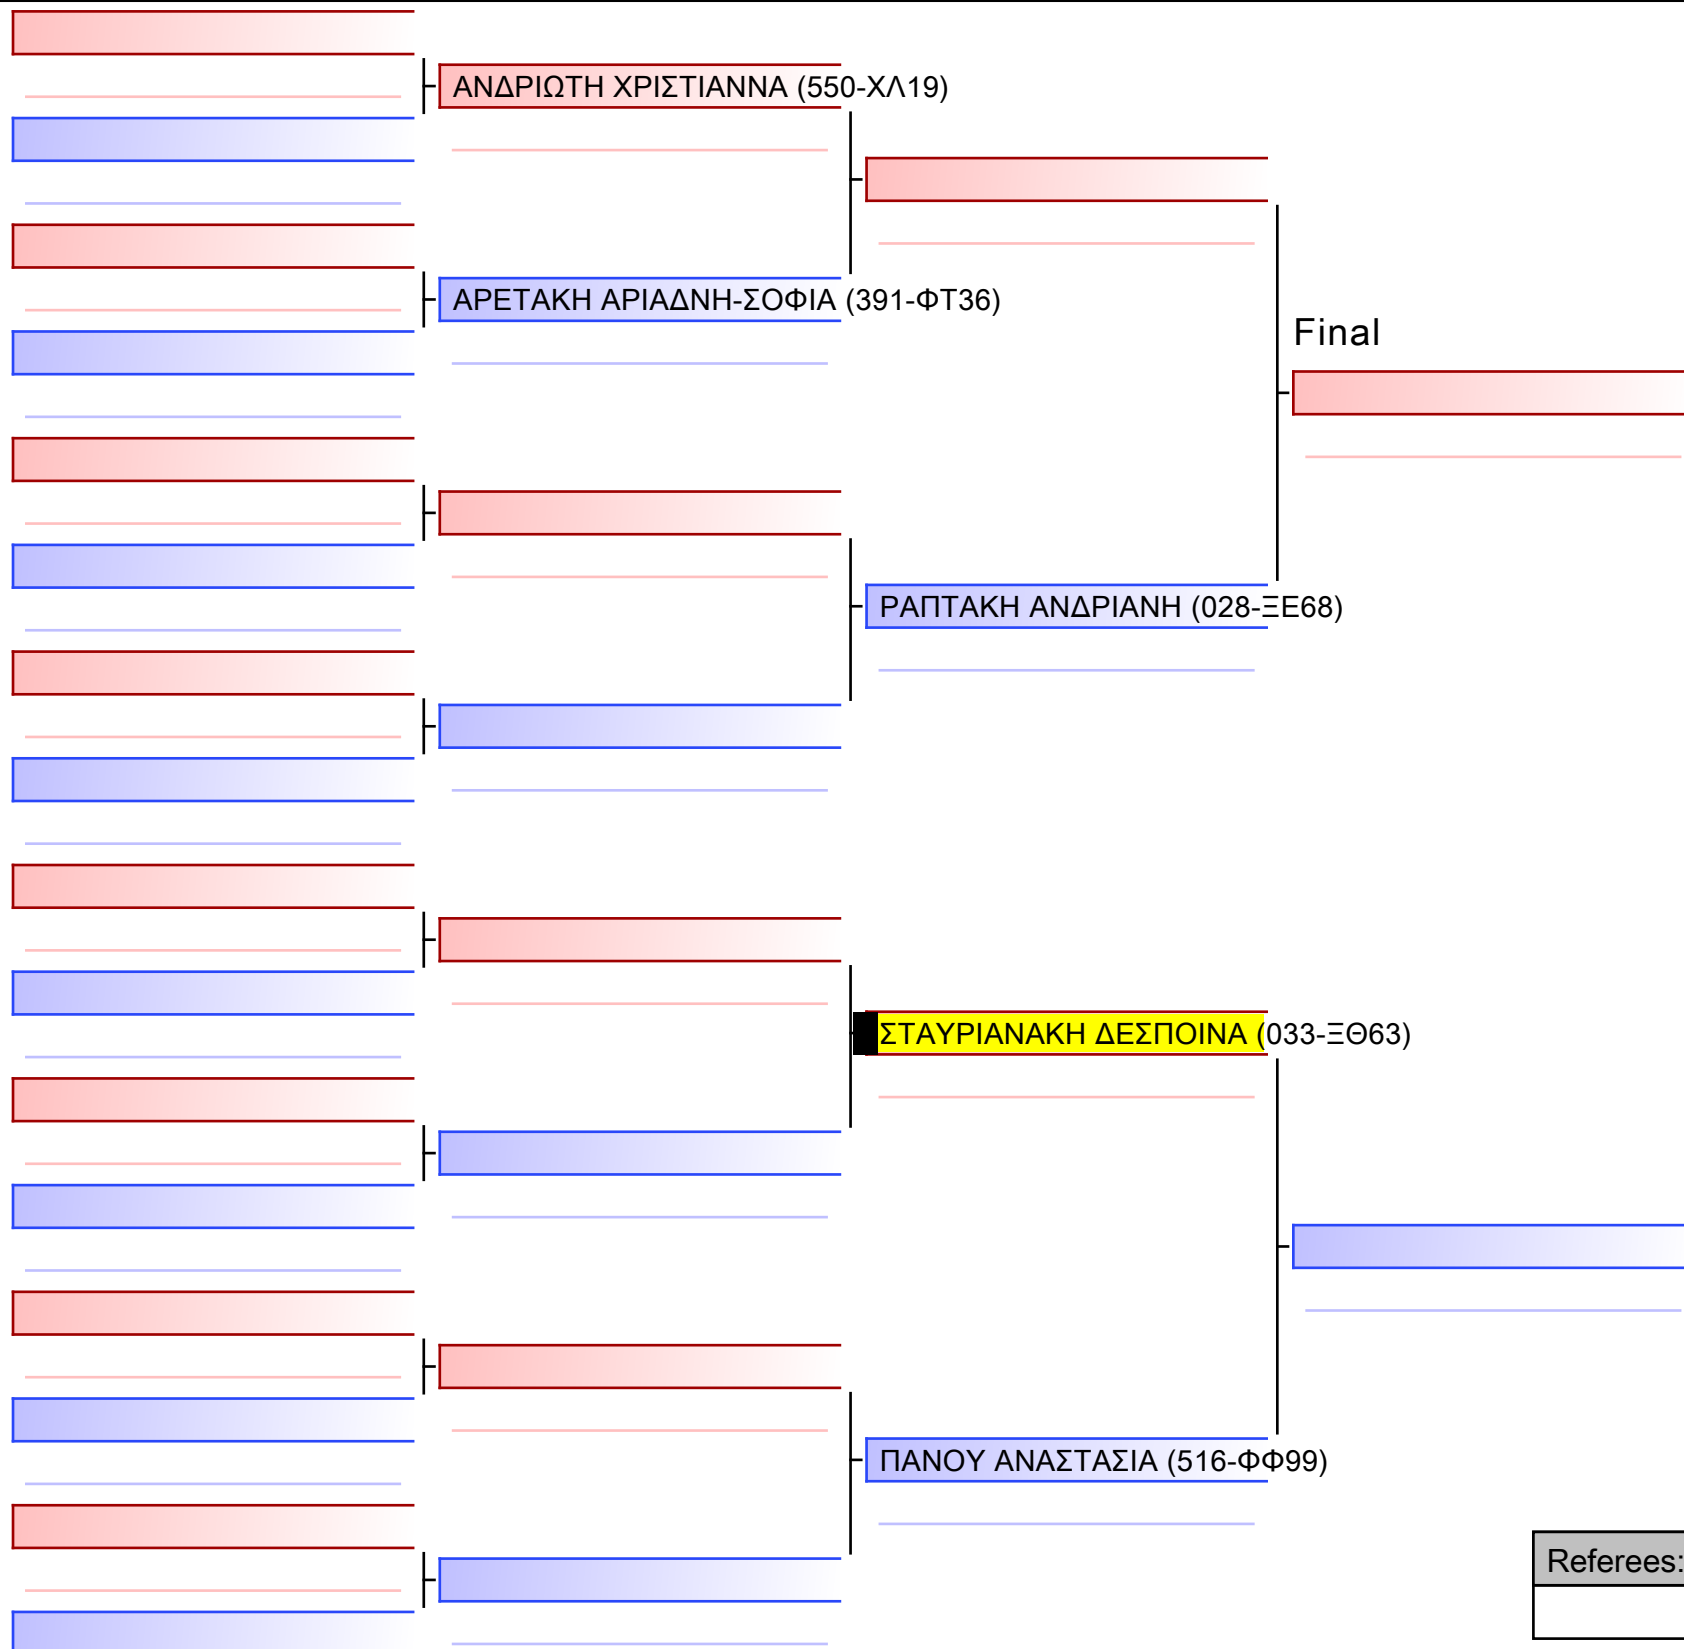 ΑΝΔΡΙΩΤΗ ΧΡΙΣΤΙΑΝΝΑ (550-ΧΛ19)
ΑΡΕΤΑΚΗ ΑΡΙΑΔΝΗ-ΣΟΦΙΑ (391-ΦΤ36)
Final
ΡΑΠΤΑΚΗ ΑΝΔΡΙΑΝΗ (028-ΞΕ68)
ΣΤΑΥΡΙΑΝΑΚΗ ΔΕΣΠΟΙΝΑ (033-ΞΘ63)
ΠΑΝΟΥ ΑΝΑΣΤΑΣΙΑ (516-ΦΦ99)
Referees: